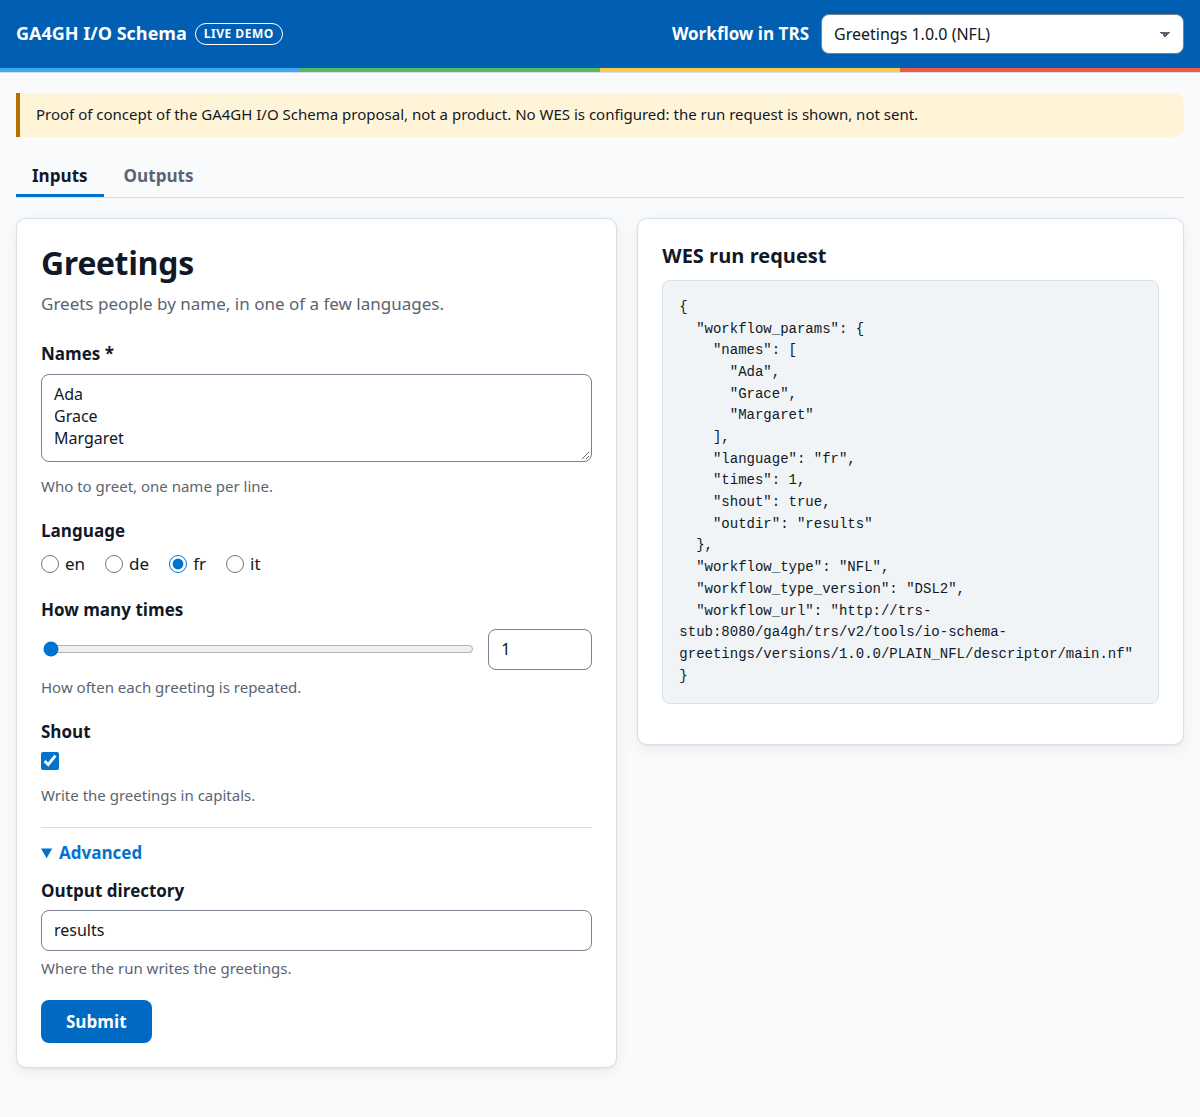 GA4GH I/O Schema LIVE DEMO
Workflow in TRS Greetings 1.0.0 (NFL)
Proof of concept of the GA4GH I/O Schema proposal, not a product. No WES is configured: the run request is shown, not sent.
Inputs Outputs
Greetings
Greets people by name, in one of a few languages.
Names *
Ada
Grace
Margaret
Who to greet, one name per line.
Language
en de fr it
How many times
1
How often each greeting is repeated.
Shout
Write the greetings in capitals.
Advanced
Output directory
results
Where the run writes the greetings.
Submit
WES run request
{
  "workflow_params": {
    "names": [
      "Ada",
      "Grace",
      "Margaret"
    ],
    "language": "fr",
    "times": 1,
    "shout": true,
    "outdir": "results"
  },
  "workflow_type": "NFL",
  "workflow_type_version": "DSL2",
  "workflow_url": "http://trs-
stub:8080/ga4gh/trs/v2/tools/io-schema-
greetings/versions/1.0.0/PLAIN_NFL/descriptor/main.nf"
}